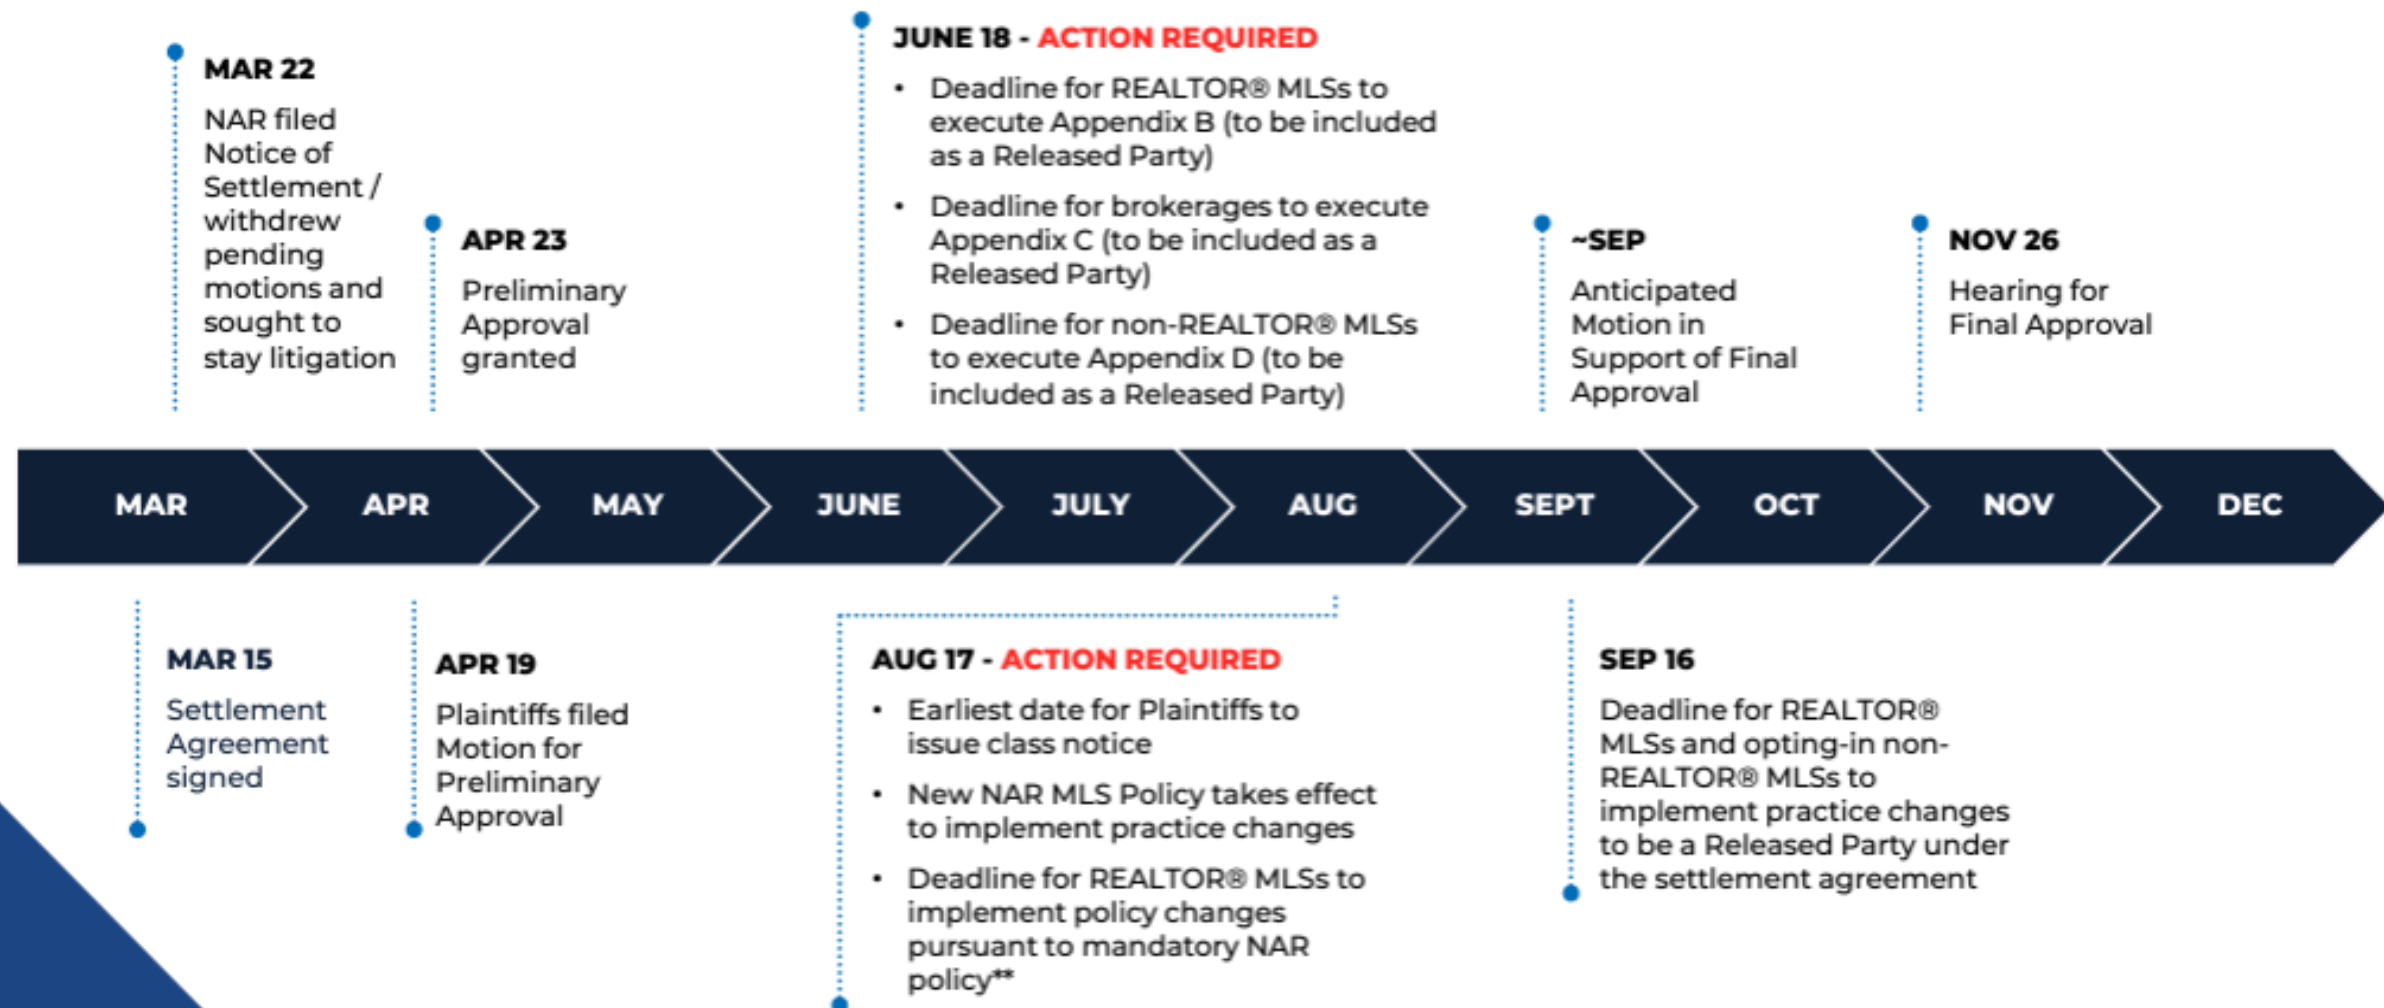 MAR 22
NAR filed
Notice of
Settlement /
withdrew
pending
motions and
sought to
stay litigation
APR 23
Preliminary
Approval
granted
JUNE 18 - ACTION REQUIRED
• Deadline for REALTOR® MLSs to
execute Appendix B (to be included
as a Released Party)
• Deadline for brokerages to execute
Appendix C (to be included as a
Released Party)
• Deadline for non-REALTOR® MLSs
to execute Appendix D (to be
included as a Released Party)
~SEP
Anticipated
Motion in
Support of Final
Approval
NOV 26
Hearing for
Final Approval
MAR APR MAY JUNE JULY AUG SEPT OCT NOV DEC
MAR 15
Settlement
Agreement
signed
APR 19
Plaintiffs filed
Motion for
Preliminary
Approval
AUG 17 - ACTION REQUIRED
• Earliest date for Plaintiffs to
issue class notice
• New NAR MLS Policy takes effect
to implement practice changes
• Deadline for REALTOR® MLSs to
implement policy changes
pursuant to mandatory NAR
policy**
SEP 16
Deadline for REALTOR®
MLSs and opting-in non-
REALTOR® MLSs to
implement practice changes
to be a Released Party under
the settlement agreement